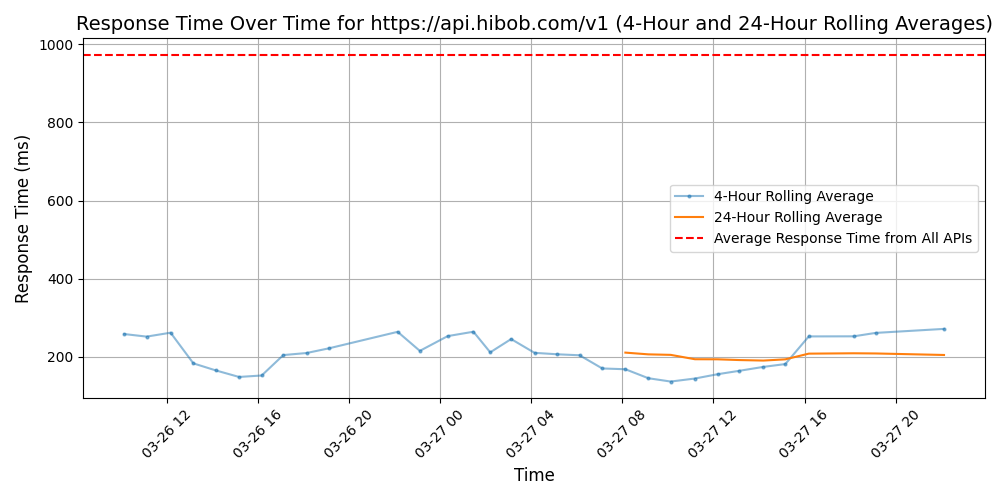 Response Time Over Time for https://api.hibob.com/v1 (4-Hour and 24-Hour Rolling Averages)
Response Time (ms)
1000
800
600
400
200
4-Hour Rolling Average
24-Hour Rolling Average
Average Response Time from All APIs
03-26 12
03-26 16
03-26 20
03-27 00
03-27 04
03-27 08
03-27 12
03-27 16
03-27 20
Time